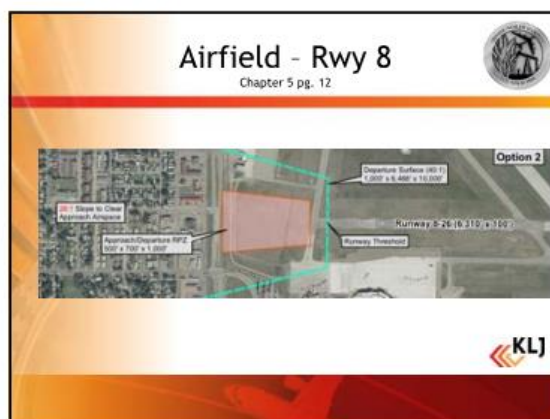 Airfield – Rwy 8
Chapter 5 pg. 12
Option 2
Departure Surface (40:1)
1,000' x 6,466' x 10,000'
20:1 Slope to Clear
Approach Airspace
Runway 8-26 (6,210' x 100')
Approach/Departure RPZ
500' x 700' x 1,000'
Runway Threshold
KLJ